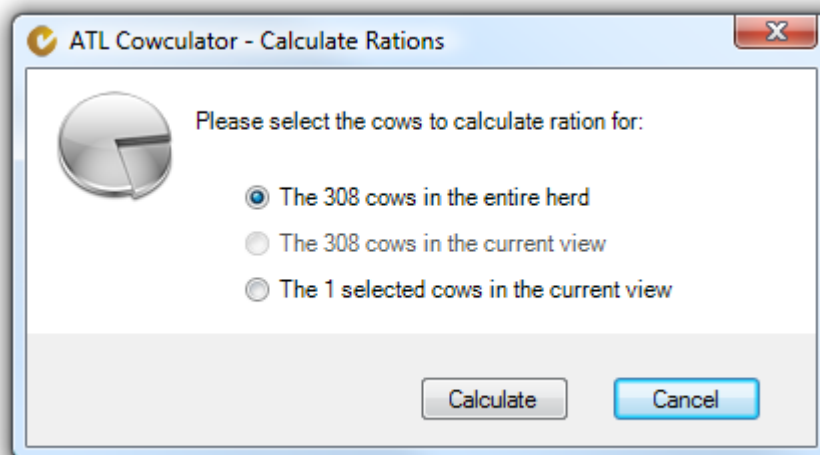 ATL Cowculator - Calculate Rations
Please select the cows to calculate ration for:
The 308 cows in the entire herd
The 308 cows in the current view
The 1 selected cows in the current view
Calculate Cancel